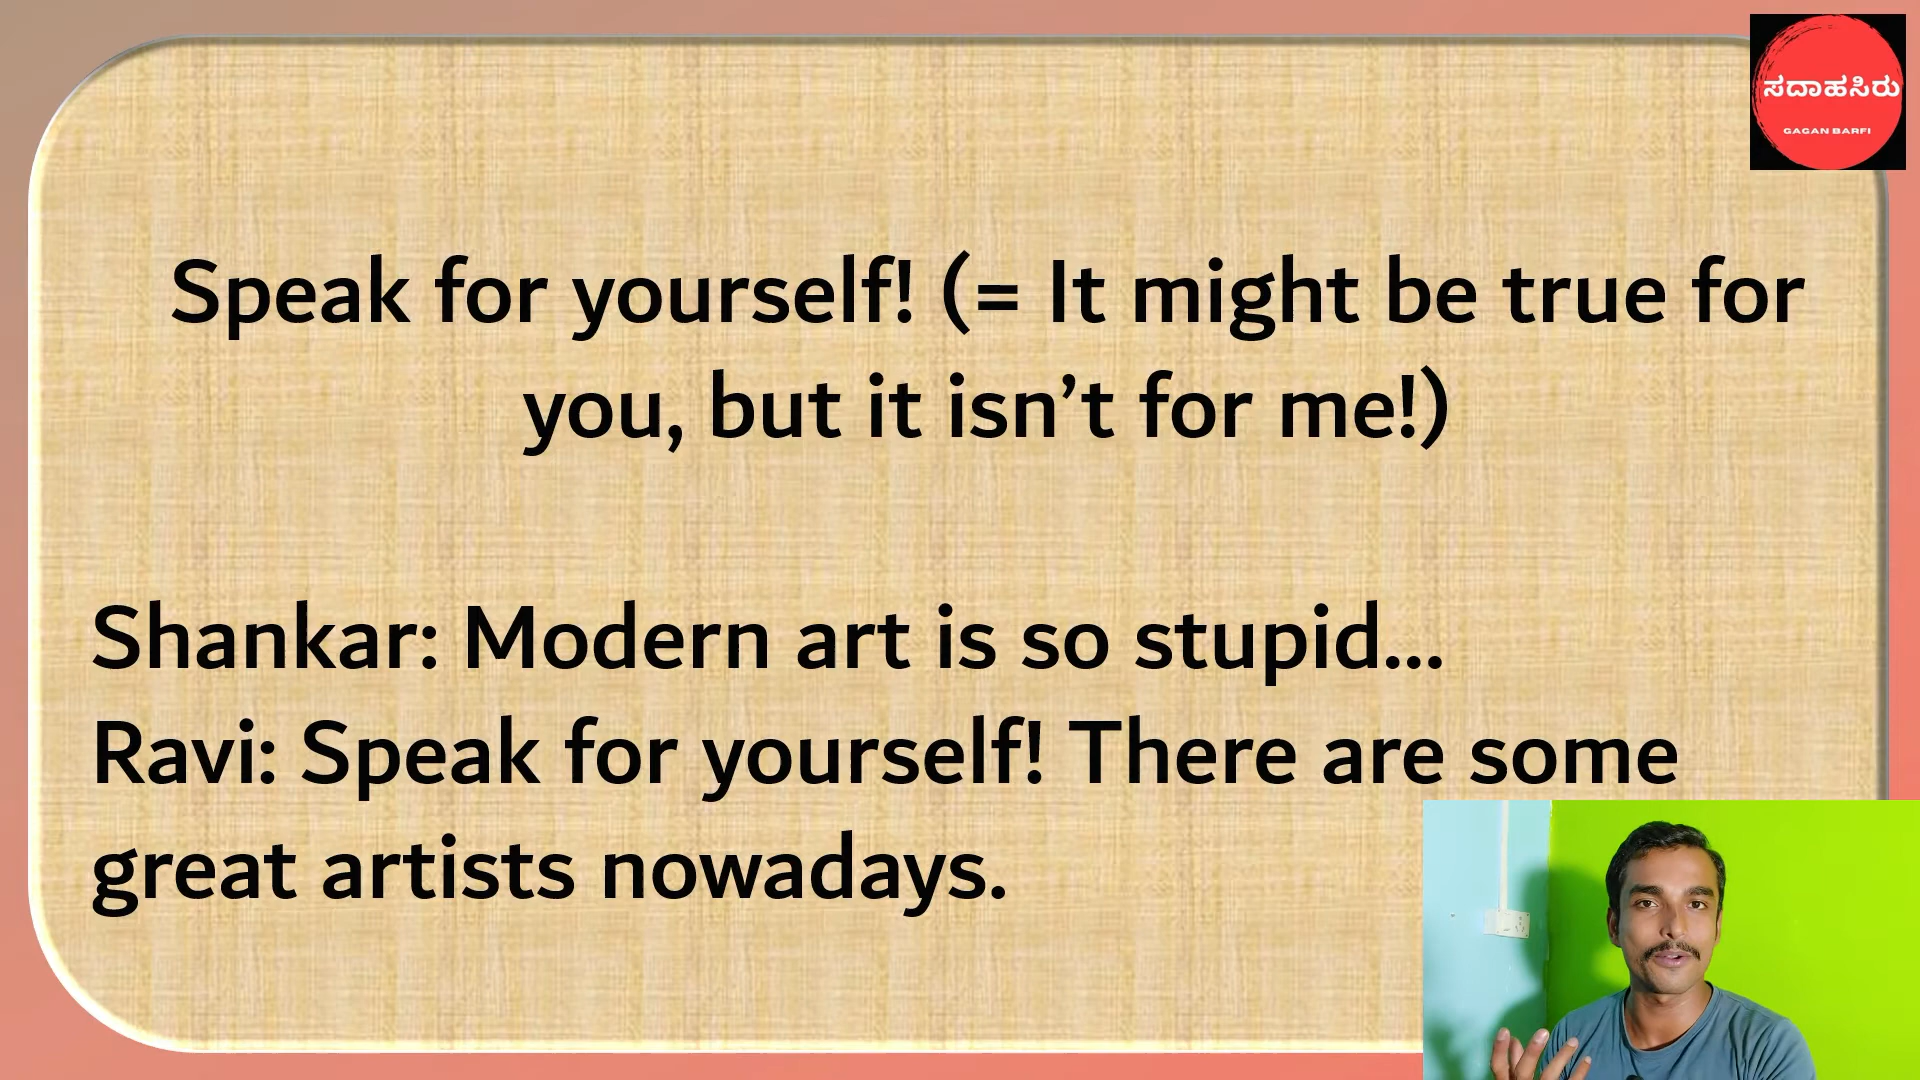 ಸದಾಹಸಿರು
GAGAN BARFI
Speak for yourself! (= It might be true for
you, but it isn’t for me!)
Shankar: Modern art is so stupid...
Ravi: Speak for yourself! There are some
great artists nowadays.